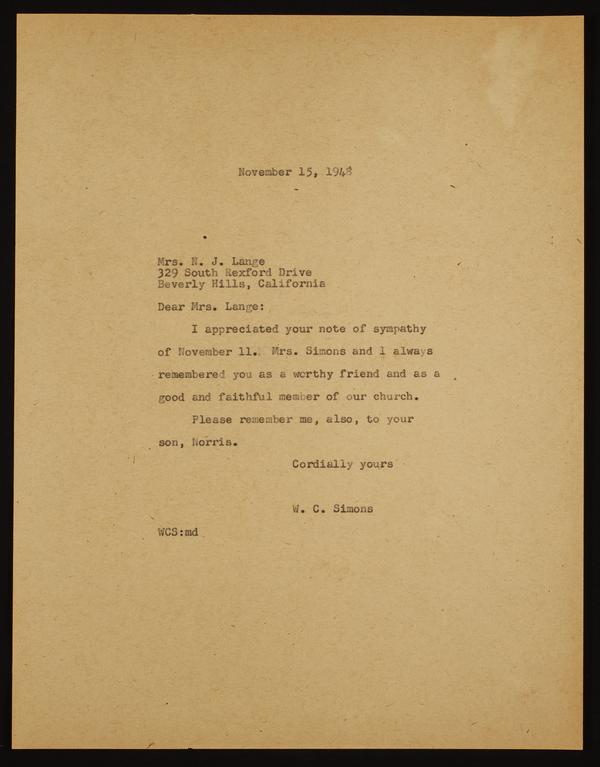 November 15, 1948
Mrs. N. J. Lange
329 South Rexford Drive
Beverly Hills, California
Dear Mrs. Lange:
I appreciated your note of sympathy
of November 11. Mrs. Simons and I always
remembered you as a worthy friend and as a
good and faithful member of our church.
Please remember me, also, to your
son, Norris.
Cordially yours
W. C. Simons
WCS:md